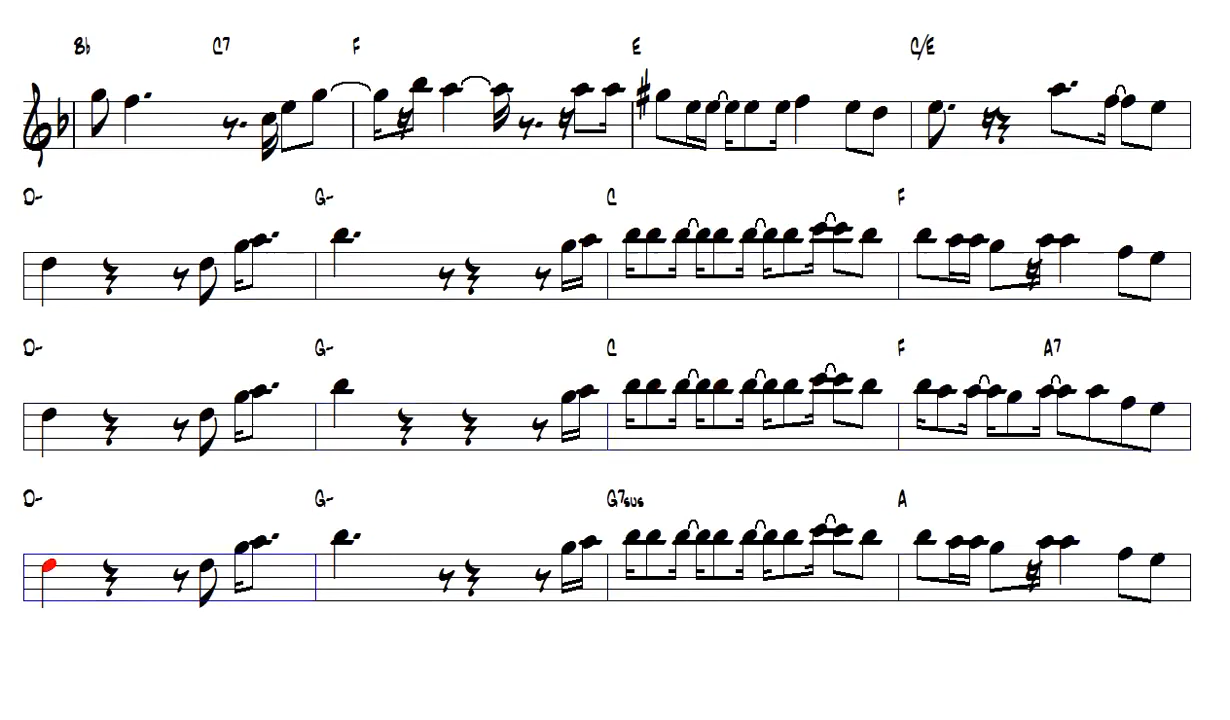 Bb C7 F E C/E
D- G- C F
D- G- C F A7
D- G- G7sus A